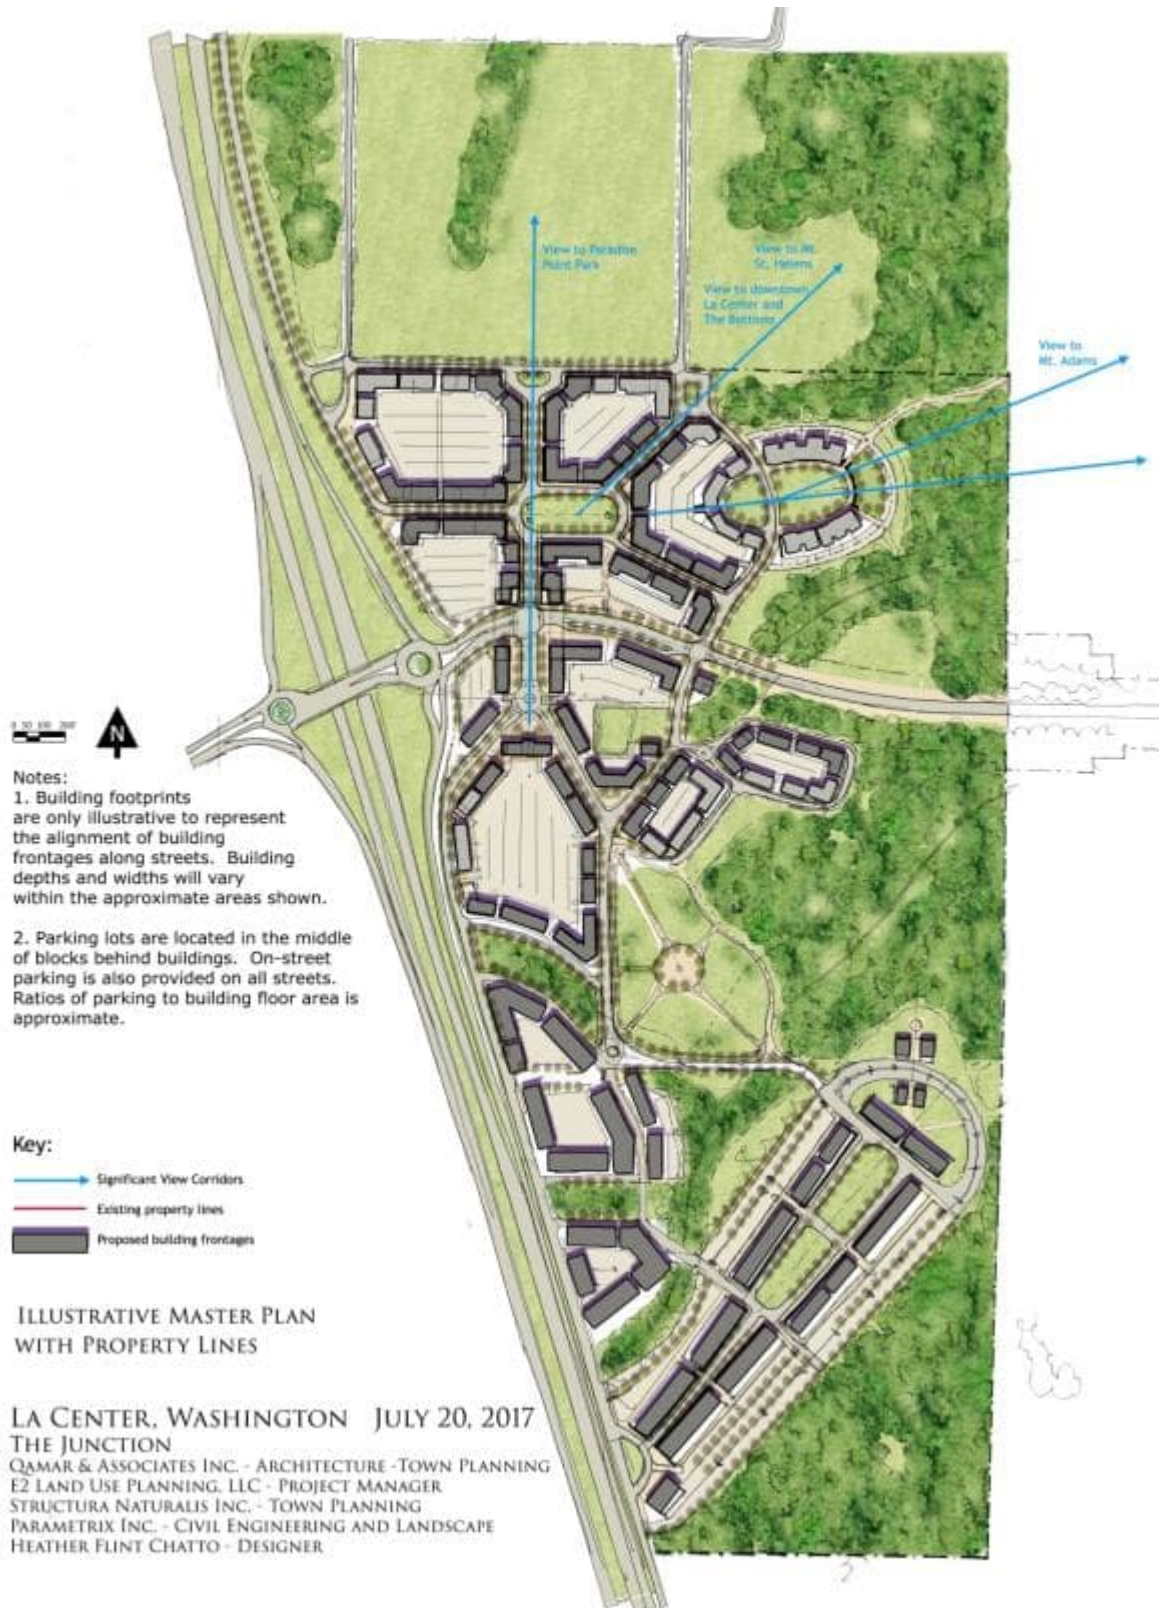 View to Paradise
Point Park
View to Mt.
St. Helens
View to downtown
La Center and
The Bottoms
View to
Mt. Adams
0 50 100 200'
N
Notes:
1. Building footprints
are only illustrative to represent
the alignment of building
frontages along streets. Building
depths and widths will vary
within the approximate areas shown.
2. Parking lots are located in the middle
of blocks behind buildings. On-street
parking is also provided on all streets.
Ratios of parking to building floor area is
approximate.
Key:
Significant View Corridors
Existing property lines
Proposed building frontages
ILLUSTRATIVE MASTER PLAN
WITH PROPERTY LINES
LA CENTER, WASHINGTON JULY 20, 2017
THE JUNCTION
QAMAR & ASSOCIATES INC. - ARCHITECTURE -TOWN PLANNING
E2 LAND USE PLANNING, LLC - PROJECT MANAGER
STRUCTURA NATURALIS INC. - TOWN PLANNING
PARAMETRIX INC. - CIVIL ENGINEERING AND LANDSCAPE
HEATHER FLINT CHATTO - DESIGNER